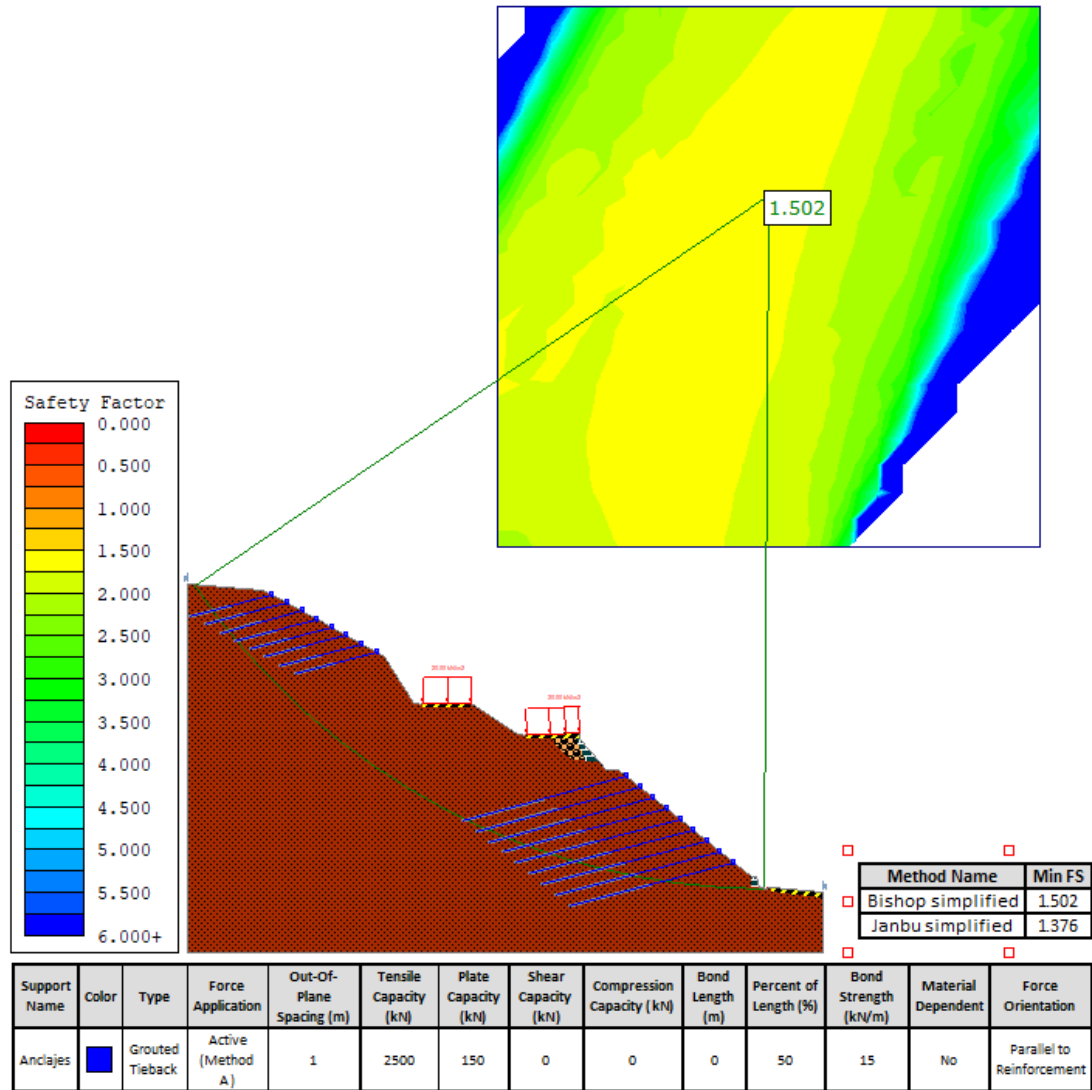 1.502
Safety Factor
0.000
0.500
1.000
1.500
2.000
2.500
3.000
3.500
4.000
4.500
5.000
5.500
6.000+
Method Name Min FS
Bishop simplified 1.502
Janbu simplified 1.376
Support Name Color Type Force Application Out-Of-Plane Spacing (m) Tensile Capacity (kN) Plate Capacity (kN) Shear Capacity (kN) Compression Capacity (kN) Bond Length (m) Percent of Length (%) Bond Strength (kN/m) Material Dependent Force Orientation
Anclajes Grouted Tieback Active (Method A) 1 2500 150 0 0 0 50 15 No Parallel to Reinforcement